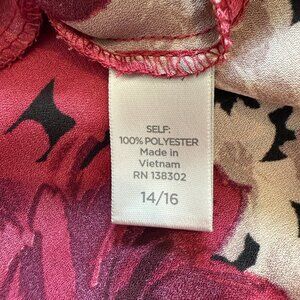 SELF:
100% POLYESTER
Made in
Vietnam
RN 138302
14/16